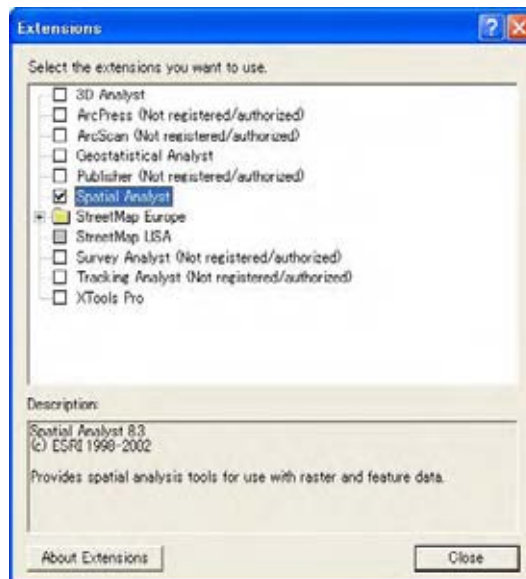 Extensions
Select the extensions you want to use.
3D Analyst
ArcPress (Not registered/authorized)
ArcScan (Not registered/authorized)
Geostatistical Analyst
Publisher (Not registered/authorized)
Spatial Analyst
StreetMap Europe
StreetMap USA
Survey Analyst (Not registered/authorized)
Tracking Analyst (Not registered/authorized)
XTools Pro
Description:
Spatial Analyst 8.3
(c) ESRI 1998-2002
Provides spatial analysis tools for use with raster and feature data.
About Extensions
Close